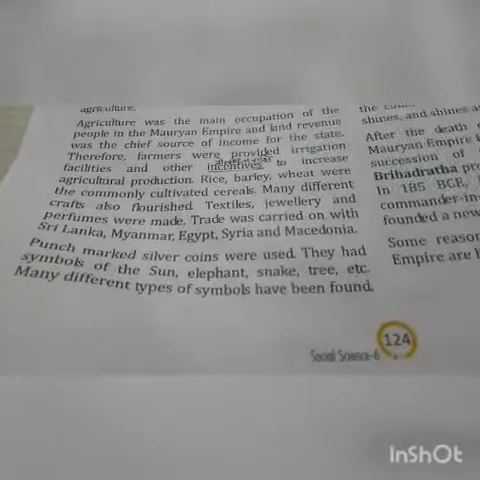 agriculture.
Agriculture was the main occupation of the
people in the Mauryan Empire and land revenue
was the chief source of income for the state.
Therefore, farmers were provided irrigation
facilities and other incentives to increase
agricultural production. Rice, barley, wheat were
the commonly cultivated cereals. Many different
crafts also flourished. Textiles, jewellery and
perfumes were made. Trade was carried on with
Sri Lanka, Myanmar, Egypt, Syria and Macedonia.
Punch marked silver coins were used. They had
symbols of the Sun, elephant, snake, tree, etc.
Many different types of symbols have been found.
the
shines, and shines
After the death
Mauryan Empire
succession of
Bribadratha
In 185 BCE,
commander-in-
founded a new
Some
Empire are
Social Science-6
124
InShOt